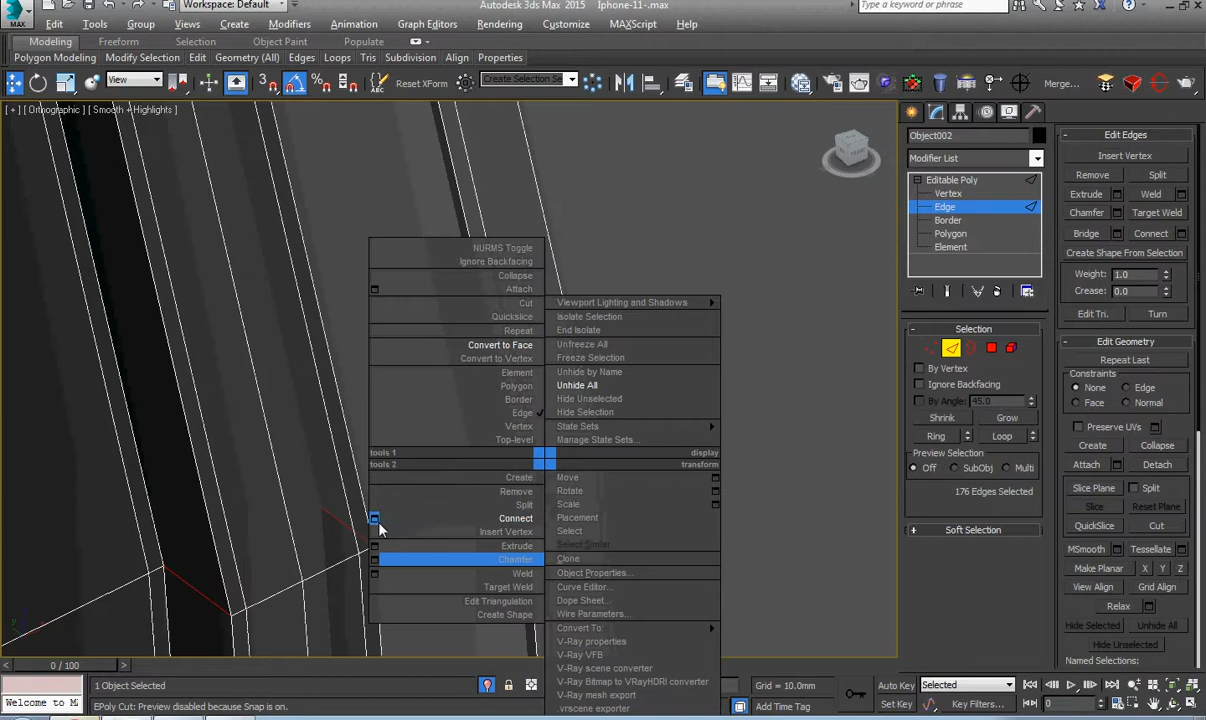 Workspace: Default
Autodesk 3ds Max 2015
Iphone-11-.max
MAX
Edit Tools Group Views Create Modifiers Animation Graph Editors Rendering Customize MAXScript Help
Modeling Freeform Selection Object Paint Populate
Polygon Modeling Modify Selection Edit Geometry (All) Edges Loops Tris Subdivision Visibility Align Properties
View
Reset XForm
Create Selection Se
Merge...
[ + ] [ Orthographic ] [ Smooth + Highlights ]
NURMS Toggle
Ignore Backfacing
Collapse
Attach
Cut
Quickslice
Repeat
Convert to Face
Convert to Vertex
Element
Polygon
Border
Edge
Vertex
Top-level
tools 1
tools 2
Create
Remove
Split
Connect
Insert Vertex
Extrude
Chamfer
Weld
Target Weld
Edit Triangulation
Create Shape
Viewport Lighting and Shadows
Isolate Selection
End Isolate
Unfreeze All
Freeze Selection
Unhide by Name
Unhide All
Hide Unselected
Hide Selection
State Sets
Manage State Sets...
display
transform
Move
Rotate
Scale
Placement
Select
Select Similar
Clone
Object Properties...
Curve Editor...
Dope Sheet...
Wire Parameters...
Convert To:
V-Ray properties
V-Ray VFB
V-Ray scene converter
V-Ray Bitmap to VRayHDRI converter
V-Ray mesh export
.vrscene exporter
Object002
Modifier List
Editable Poly
Vertex
Edge
Border
Polygon
Element
Selection
By Vertex
Ignore Backfacing
By Angle: 45.0
Shrink Grow
Ring Loop
Preview Selection
Off SubObj Multi
176 Edges Selected
Soft Selection
Edit Edges
Insert Vertex
Remove Split
Extrude Weld
Chamfer Target Weld
Bridge Connect
Create Shape From Selection
Weight: 1.0
Crease: 0.0
Edit Tri. Turn
Edit Geometry
Repeat Last
Constraints
None Edge
Face Normal
Preserve UVs
Create Collapse
Attach Detach
Slice Plane Split
Slice Reset Plane
QuickSlice Cut
MSmooth Tessellate
Make Planar X Y Z
View Align Grid Align
Relax
Hide Selected Unhide All
Hide Unselected
Named Selections:
0 / 100
1 Object Selected
Grid = 10.0mm
Auto Key Selected
Welcome to M
EPoly Cut: Preview disabled because Snap is on.
Add Time Tag
Set Key Key Filters... 0